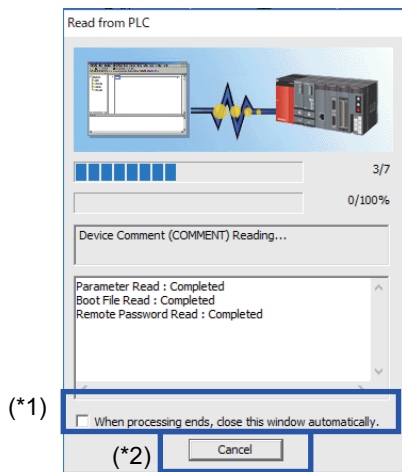 Read from PLC
3/7
0/100%
Device Comment (COMMENT) Reading...
Parameter Read : Completed
Boot File Read : Completed
Remote Password Read : Completed
(*1)
When processing ends, close this window automatically.
(*2)
Cancel